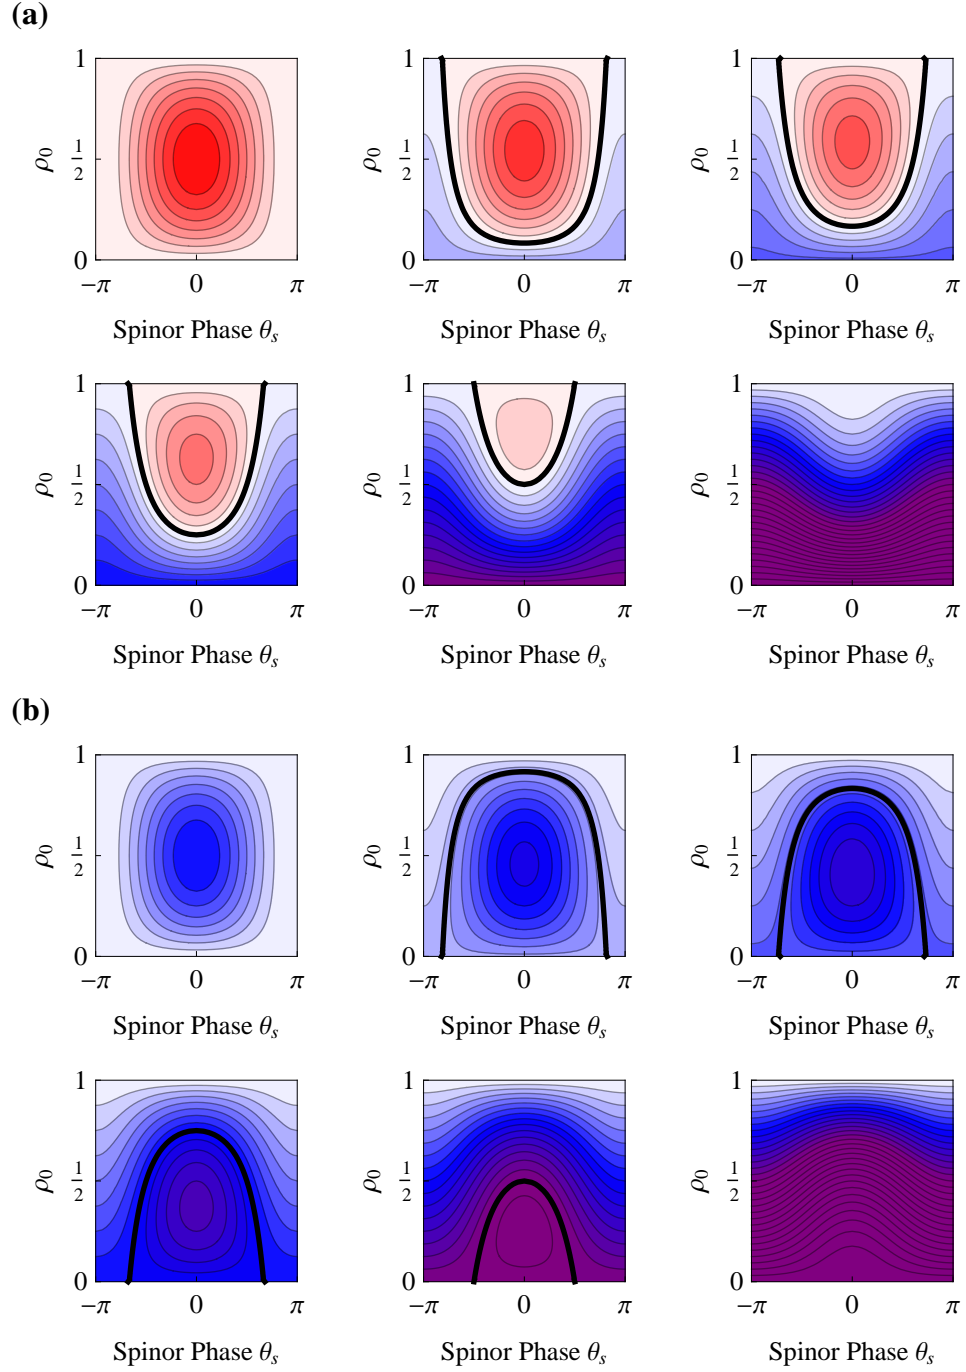 (a)
1 1 1
ρ₀ 1/2 ρ₀ 1/2 ρ₀ 1/2
0 0 0
−π 0 π −π 0 π −π 0 π
Spinor Phase θₛ Spinor Phase θₛ Spinor Phase θₛ
1 1 1
ρ₀ 1/2 ρ₀ 1/2 ρ₀ 1/2
0 0 0
−π 0 π −π 0 π −π 0 π
Spinor Phase θₛ Spinor Phase θₛ Spinor Phase θₛ
(b)
1 1 1
ρ₀ 1/2 ρ₀ 1/2 ρ₀ 1/2
0 0 0
−π 0 π −π 0 π −π 0 π
Spinor Phase θₛ Spinor Phase θₛ Spinor Phase θₛ
1 1 1
ρ₀ 1/2 ρ₀ 1/2 ρ₀ 1/2
0 0 0
−π 0 π −π 0 π −π 0 π
Spinor Phase θₛ Spinor Phase θₛ Spinor Phase θₛ